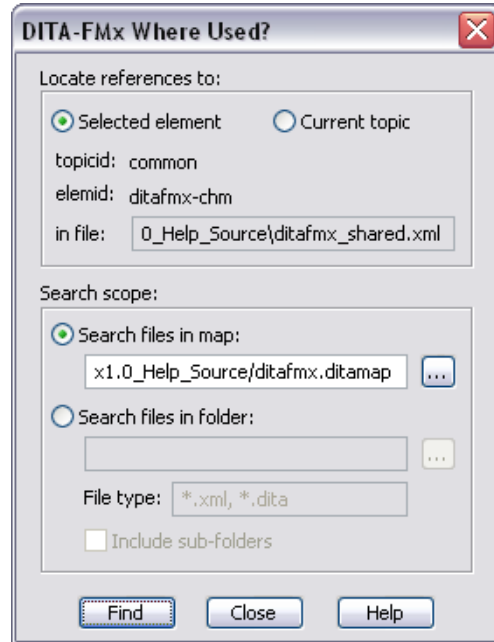 DITA-FMx Where Used?
Locate references to:
Selected element Current topic
topicid: common
elemid: ditafmx-chm
in file: 0_Help_Source\ditafmx_shared.xml
Search scope:
Search files in map:
x1.0_Help_Source/ditafmx.ditamap ...
Search files in folder:
...
File type: *.xml, *.dita
Include sub-folders
Find Close Help